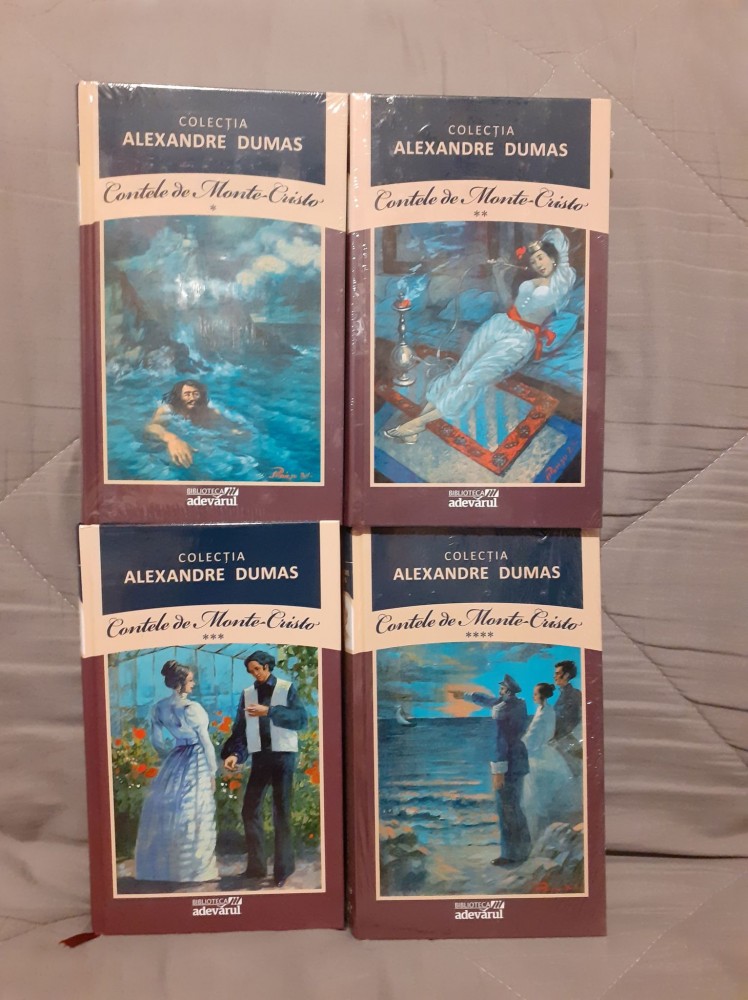 COLECȚIA
ALEXANDRE DUMAS
Contele de Monte-Cristo
*
BIBLIOTECA
adevărul
COLECȚIA
ALEXANDRE DUMAS
Contele de Monte-Cristo
**
BIBLIOTECA
adevărul
COLECȚIA
ALEXANDRE DUMAS
Contele de Monte-Cristo
***
BIBLIOTECA
adevărul
COLECȚIA
ALEXANDRE DUMAS
Contele de Monte-Cristo
****
BIBLIOTECA
adevărul